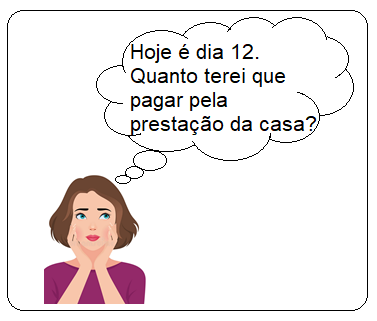 Hoje é dia 12.
Quanto terei que
pagar pela
prestação da casa?